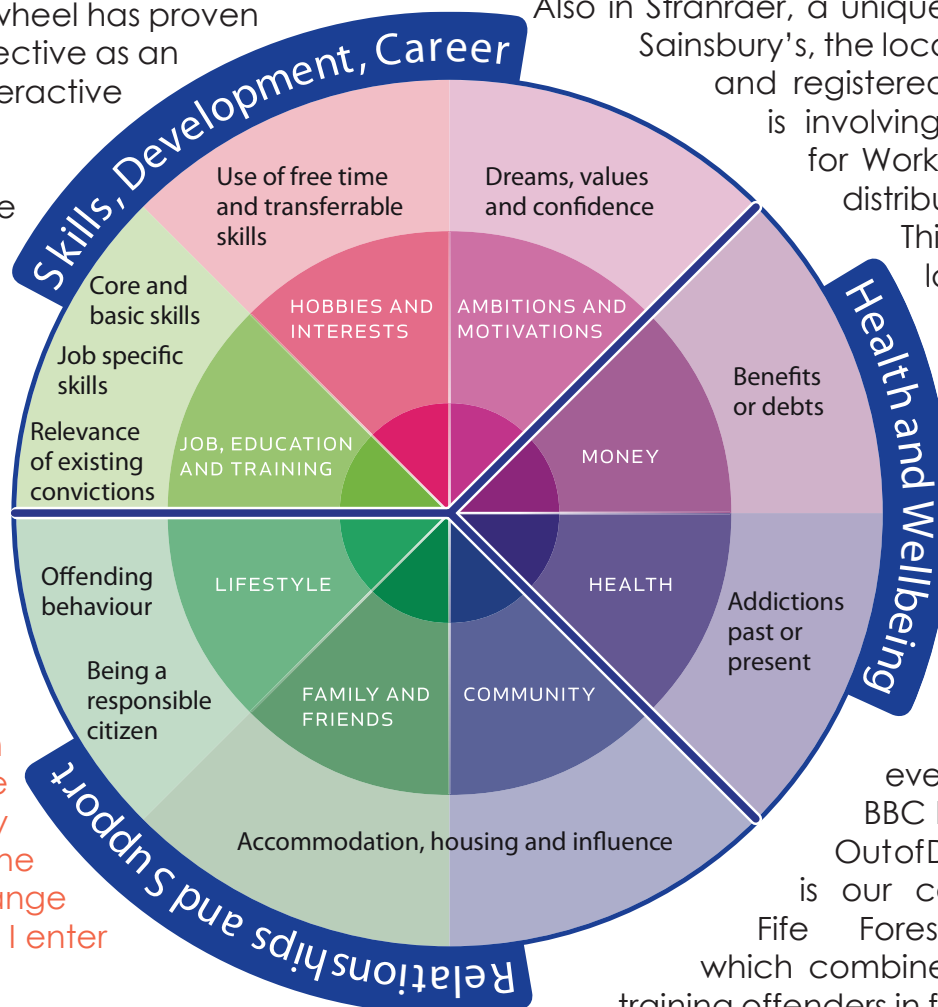 wheel has proven
ective as an
eractive
e
Also in Stranraer, a unique
Sainsbury's, the loca
and registered
is involving
for Work
distribu
Thi
Skills, Development, Career
Use of free time
and transferrable
skills
Dreams, values
and confidence
Core and
basic skills
Job specific
skills
Relevance
of existing
convictions
HOBBIES AND
INTERESTS
AMBITIONS AND
MOTIVATIONS
JOB, EDUCATION
AND TRAINING
MONEY
Benefits
or debts
Health and Wellbeing
HEALTH
Addictions
past or
present
LIFESTYLE
Offending
behaviour
Being a
responsible
citizen
FAMILY AND
FRIENDS
COMMUNITY
Accommodation, housing and influence
Relationships and Support
e
y
ne
ange
I enter
eve
BBC
OutofD
is our c
Fife Fores
which combine
training offenders in f